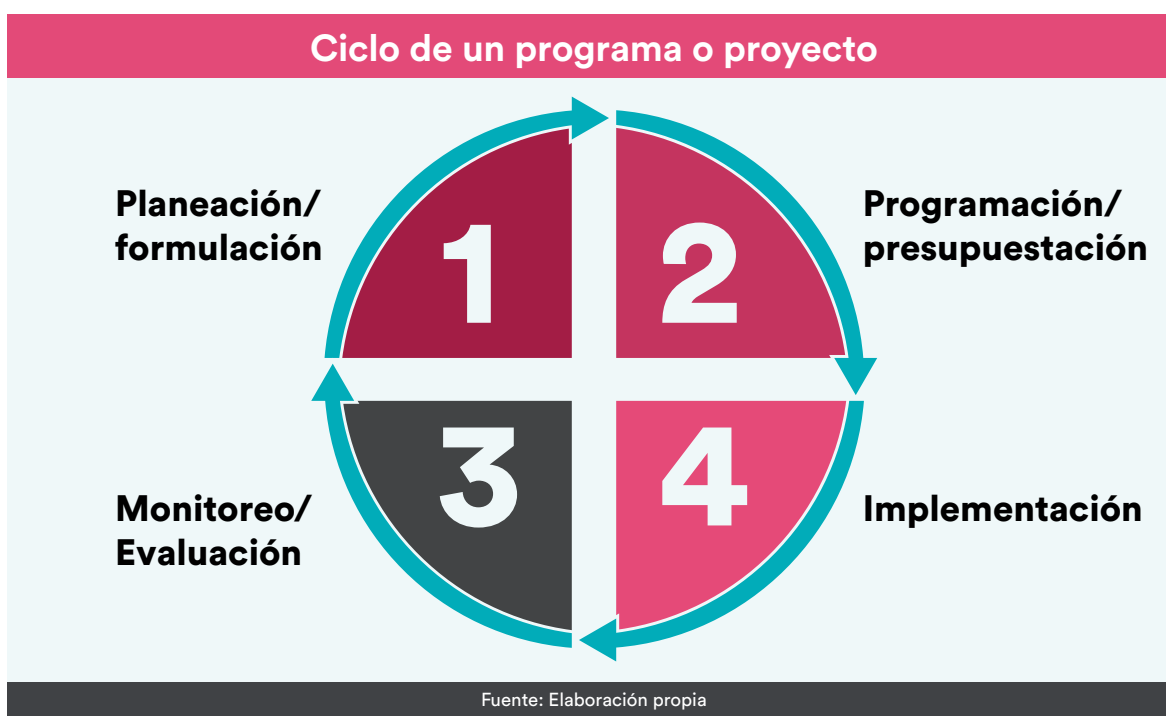 Ciclo de un programa o proyecto
Planeación/
formulación
1
2
Programación/
presupuestación
Monitoreo/
Evaluación
3
4
Implementación
Fuente: Elaboración propia